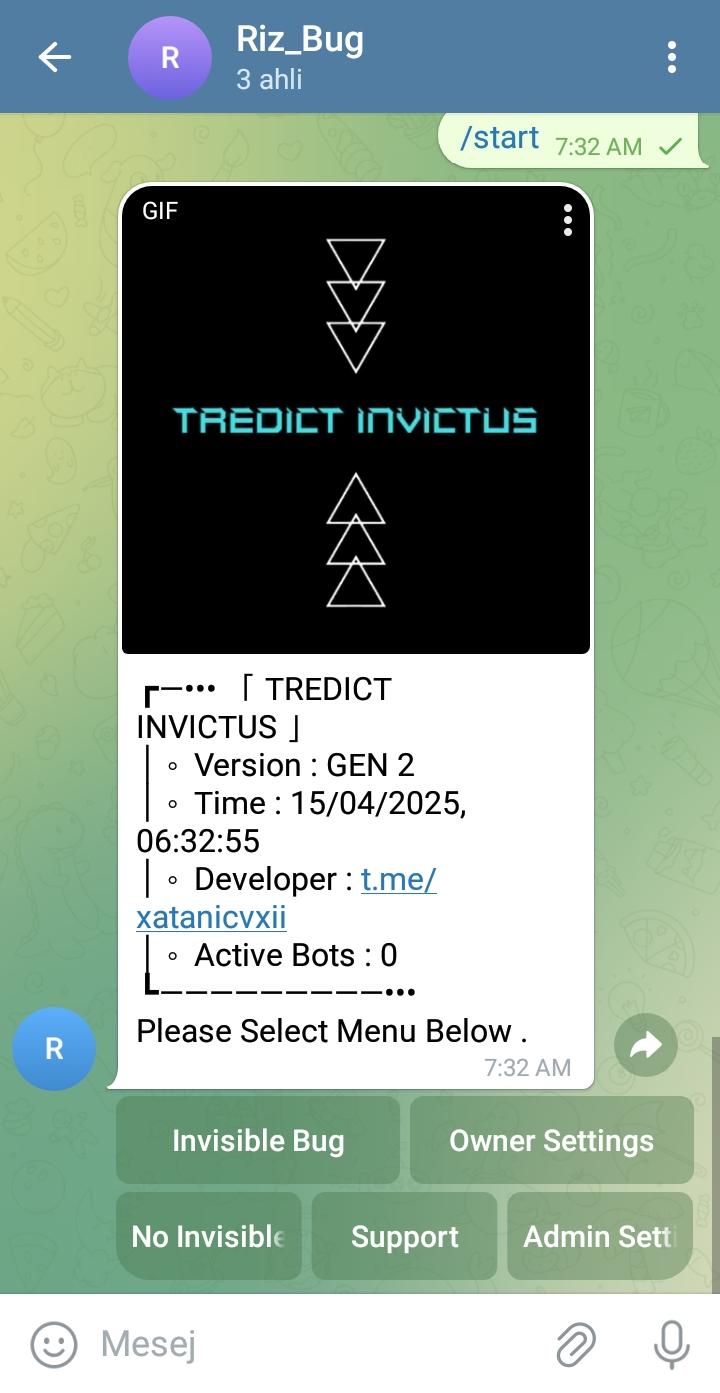 R
Riz_Bug
3 ahli
/start 7:32 AM
GIF
TREDICT INVICTUS
┏─••• ｢ TREDICT
INVICTUS ｣
│ ◦ Version : GEN 2
│ ◦ Time : 15/04/2025,
06:32:55
│ ◦ Developer : t.me/
xatanicvxii
│ ◦ Active Bots : 0
┗─────────•••
Please Select Menu Below .
7:32 AM
R
Invisible Bug Owner Settings
No Invisible Support Admin Setti
Mesej